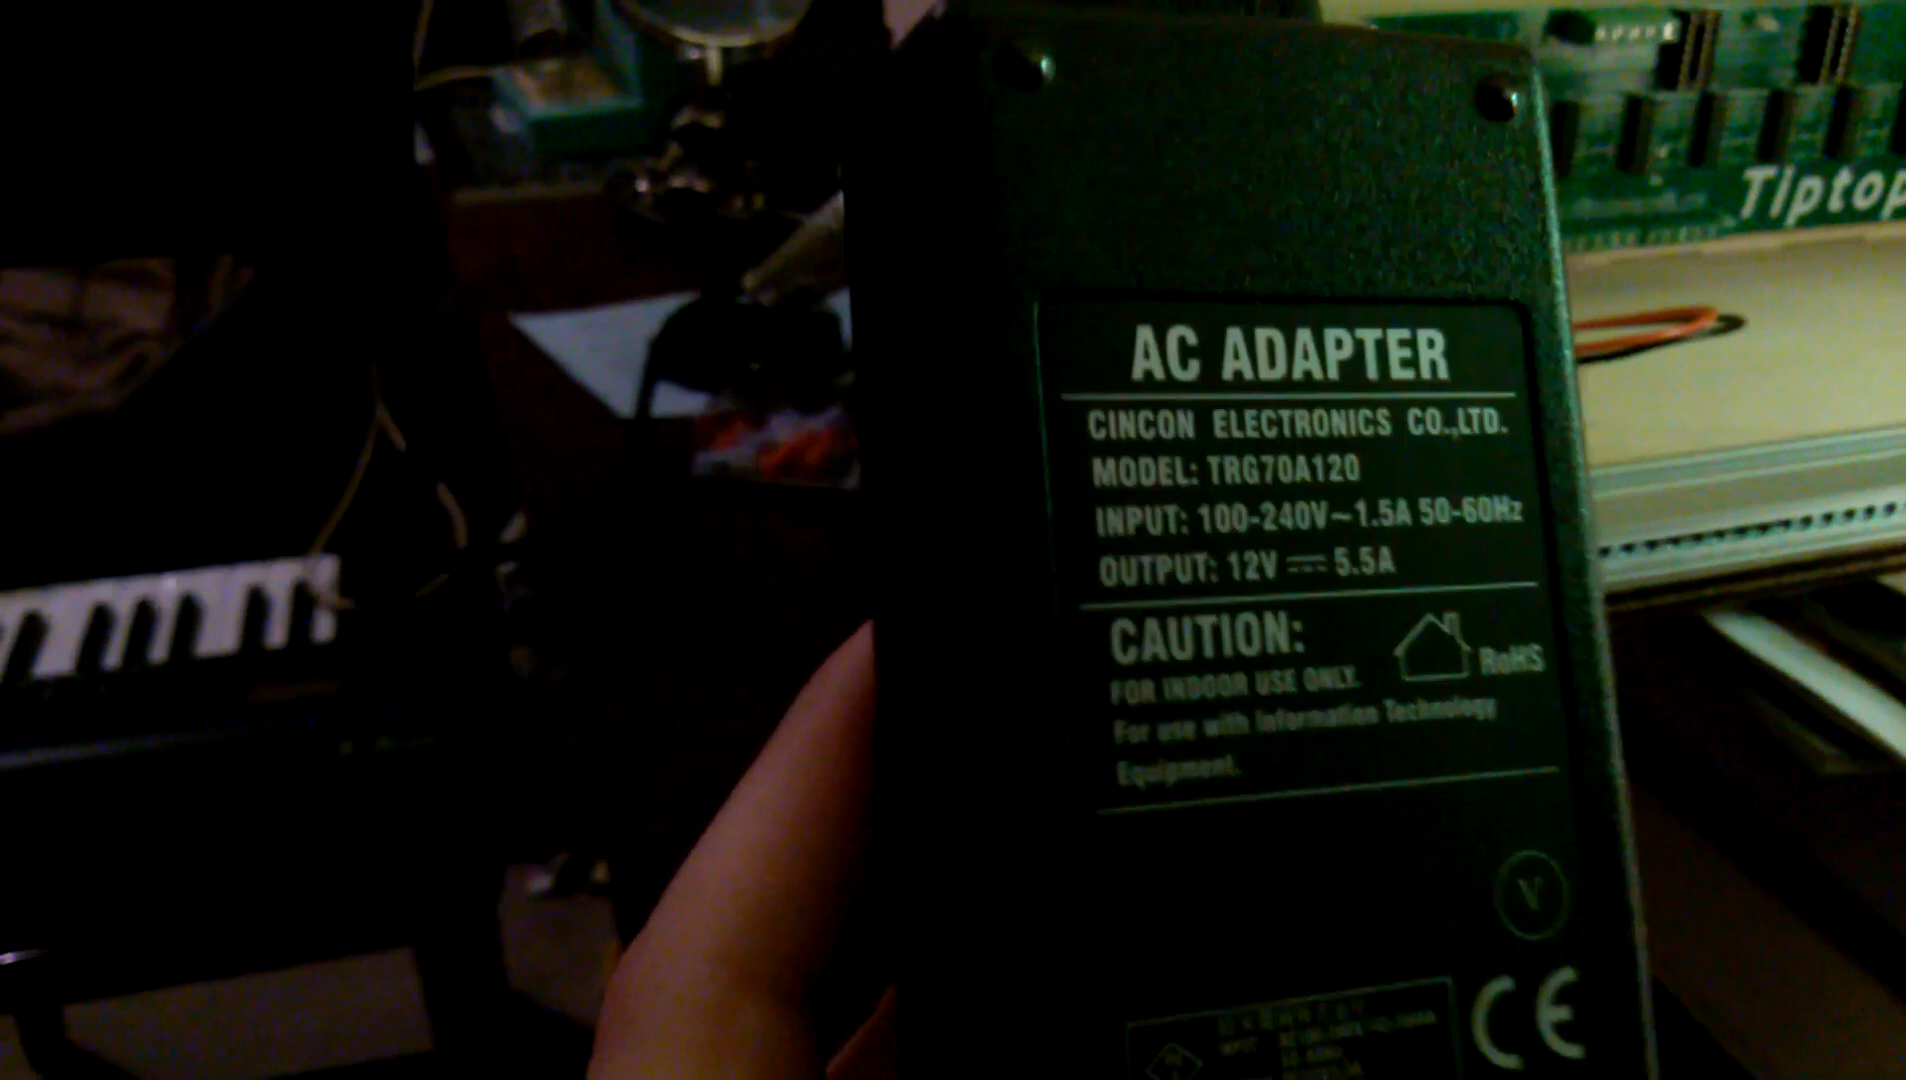 Tiptop
AC ADAPTER
CINCON ELECTRONICS CO.,LTD.
MODEL: TRG70A120
INPUT: 100-240V~1.5A 50-60Hz
OUTPUT: 12V ⎓ 5.5A
CAUTION:
RoHS
FOR INDOOR USE ONLY.
For use with Information Technology
Equipment.
V
CE